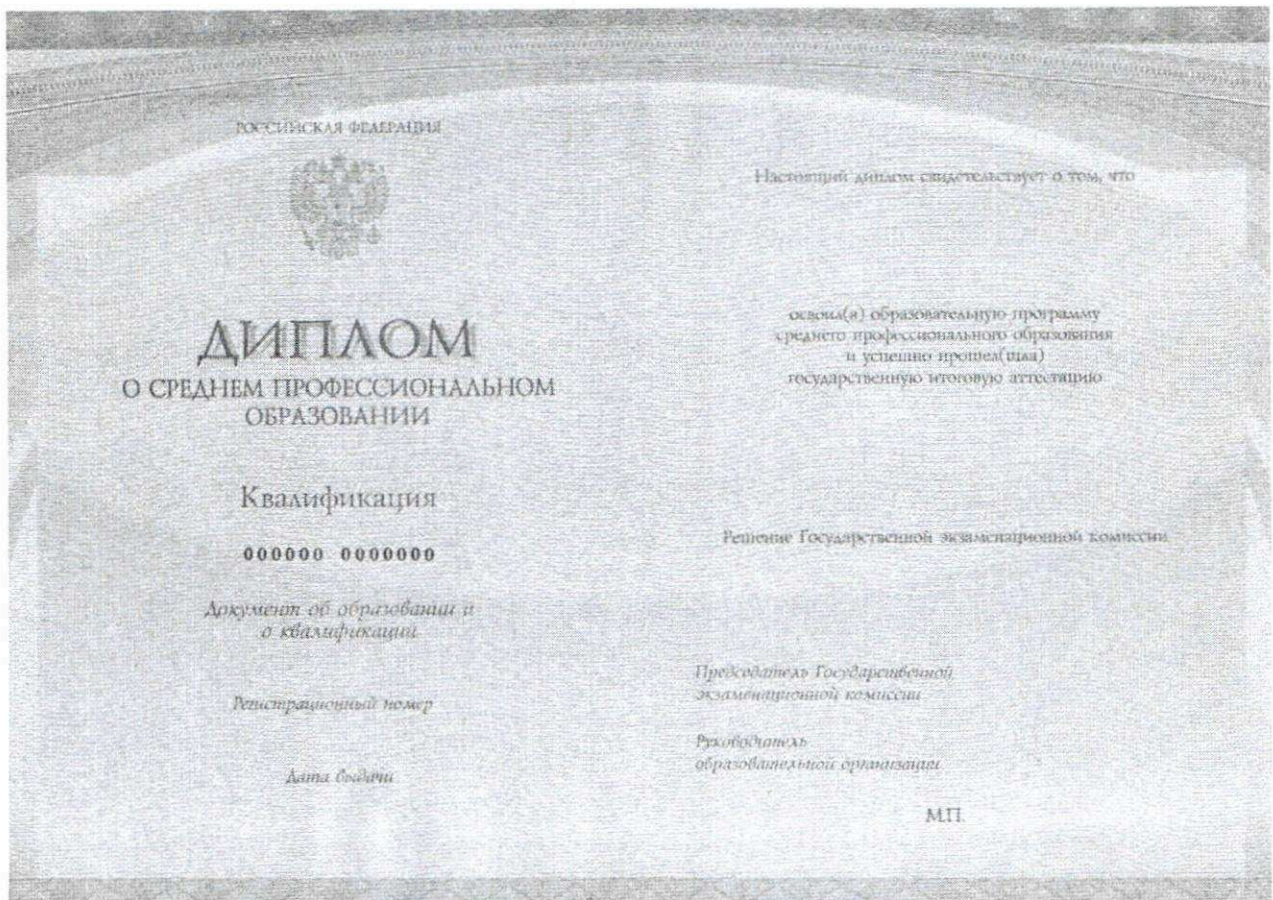 РОССИЙСКАЯ ФЕДЕРАЦИЯ
ДИПЛОМ
О СРЕДНЕМ ПРОФЕССИОНАЛЬНОМ
ОБРАЗОВАНИИ
Квалификация
000000 0000000
Документ об образовании и
о квалификации
Регистрационный номер
Дата выдачи
Настоящий диплом свидетельствует о том, что
освоил(а) образовательную программу
среднего профессионального образования
и успешно прошел(шла)
государственную итоговую аттестацию
Решение Государственной экзаменационной комиссии
Председатель Государственной
экзаменационной комиссии
Руководитель
образовательной организации
М.П.